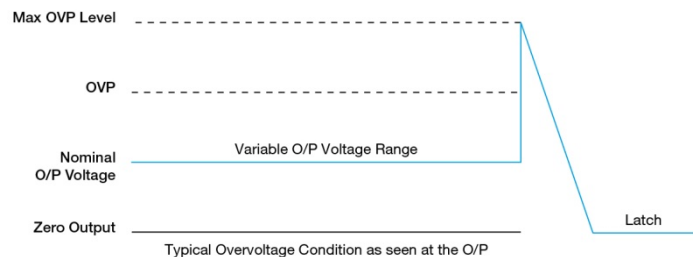 Max OVP Level
OVP
Variable O/P Voltage Range
Nominal
O/P Voltage
Zero Output
Latch
Typical Overvoltage Condition as seen at the O/P